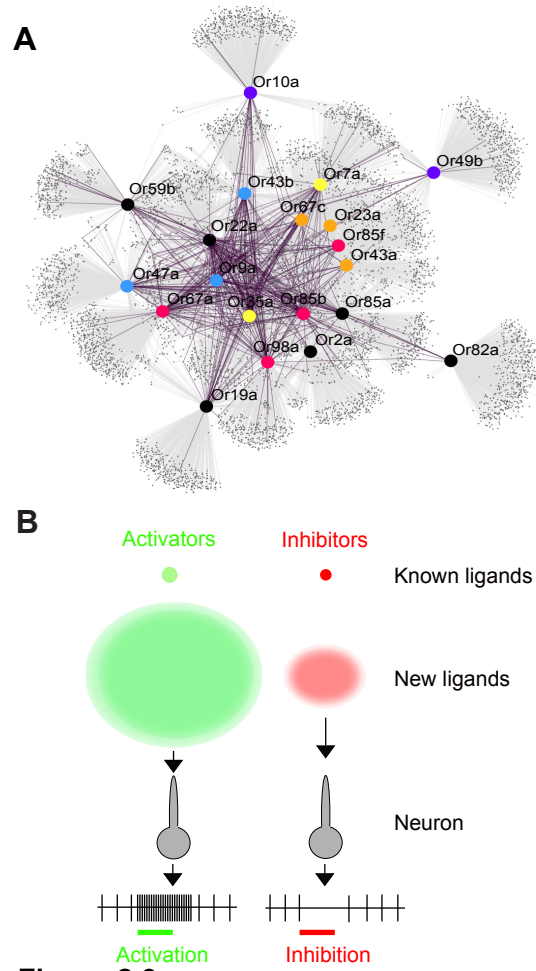 A
Or10a
Or49b
Or59b
Or43b
Or7a
Or67c
Or23a
Or22a
Or85f
Or47a
Or9a
Or43a
Or67a
Or35a
Or85b
Or85a
Or98a
Or2a
Or82a
Or19a
B
Activators Inhibitors
Known ligands
New ligands
Neuron
Activation Inhibition